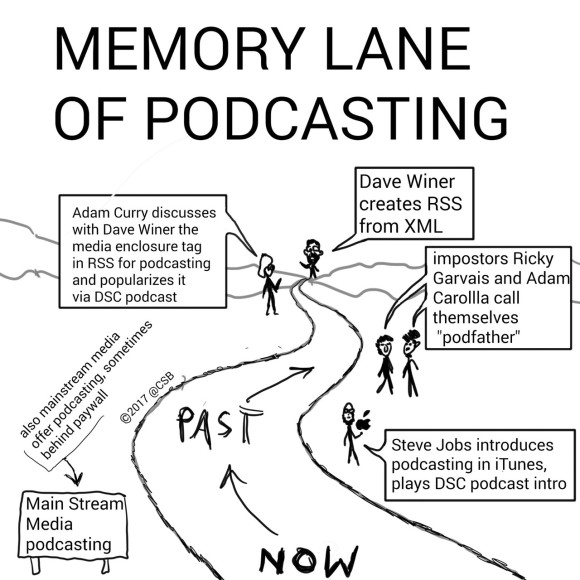 MEMORY LANE
OF PODCASTING
Dave Winer
creates RSS
from XML
Adam Curry discusses
with Dave Winer the
media enclosure tag
in RSS for podcasting
and popularizes it
via DSC podcast
impostors Ricky
Garvais and Adam
Carollla call
themselves
"podfather"
also mainstream media
offer podcasting, sometimes
behind paywall
©2017 @CSB
PAST
Steve Jobs introduces
podcasting in iTunes,
plays DSC podcast intro
Main Stream
Media
podcasting
NOW